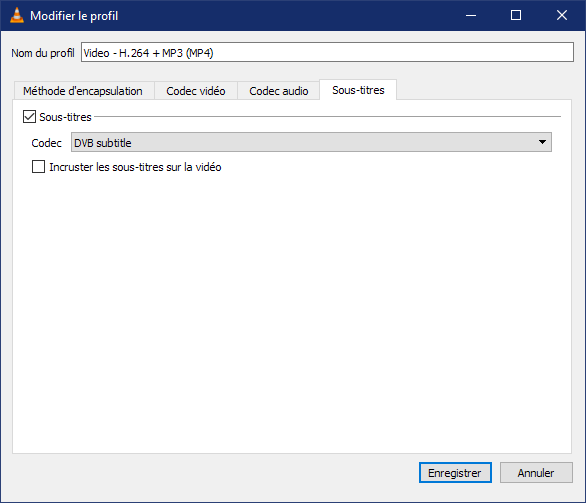 Modifier le profil
Nom du profil Video - H.264 + MP3 (MP4)
Méthode d'encapsulation Codec vidéo Codec audio Sous-titres
Sous-titres
Codec DVB subtitle
Incruster les sous-titres sur la vidéo
Enregistrer Annuler